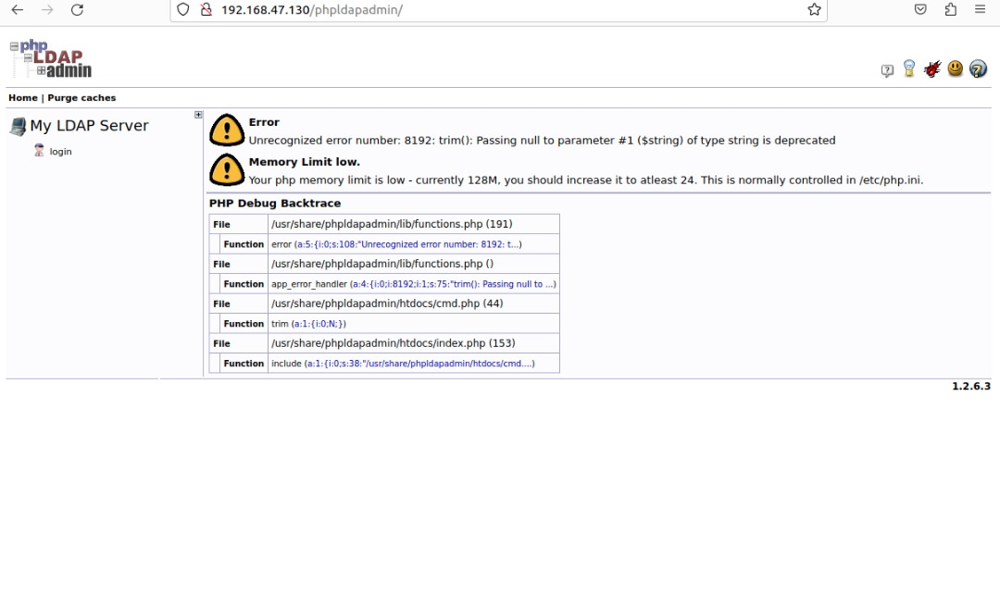 192.168.47.130/phpldapadmin/
php
LDAP
admin
Home | Purge caches
My LDAP Server
login
Error
Unrecognized error number: 8192: trim(): Passing null to parameter #1 ($string) of type string is deprecated
Memory Limit low.
Your php memory limit is low - currently 128M, you should increase it to atleast 24. This is normally controlled in /etc/php.ini.
PHP Debug Backtrace
File /usr/share/phpldapadmin/lib/functions.php (191)
Function error (a:5:{i:0;s:108:"Unrecognized error number: 8192: t...)
File /usr/share/phpldapadmin/lib/functions.php ()
Function app_error_handler (a:4:{i:0;i:8192;i:1;s:75:"trim(): Passing null to ...)
File /usr/share/phpldapadmin/htdocs/cmd.php (44)
Function trim (a:1:{i:0;N;})
File /usr/share/phpldapadmin/htdocs/index.php (153)
Function include (a:1:{i:0;s:38:"/usr/share/phpldapadmin/htdocs/cmd....)
1.2.6.3